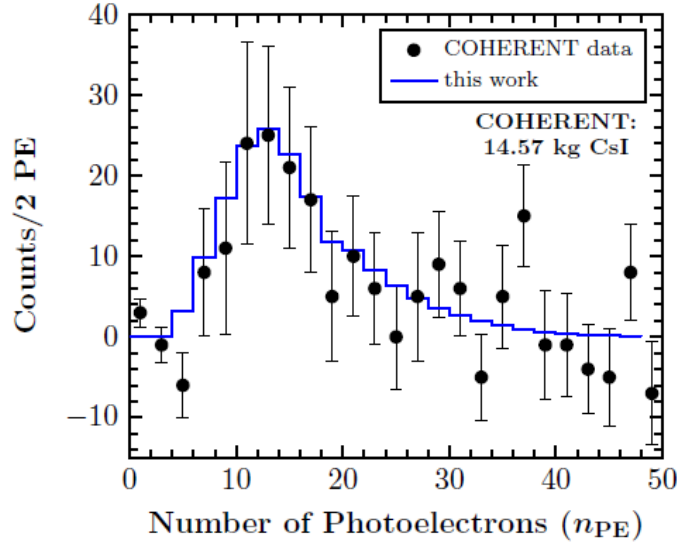 40
30
20
10
0
−10
0
10
20
30
40
50
Counts/2 PE
Number of Photoelectrons (nPE)
COHERENT data
this work
COHERENT:
14.57 kg CsI